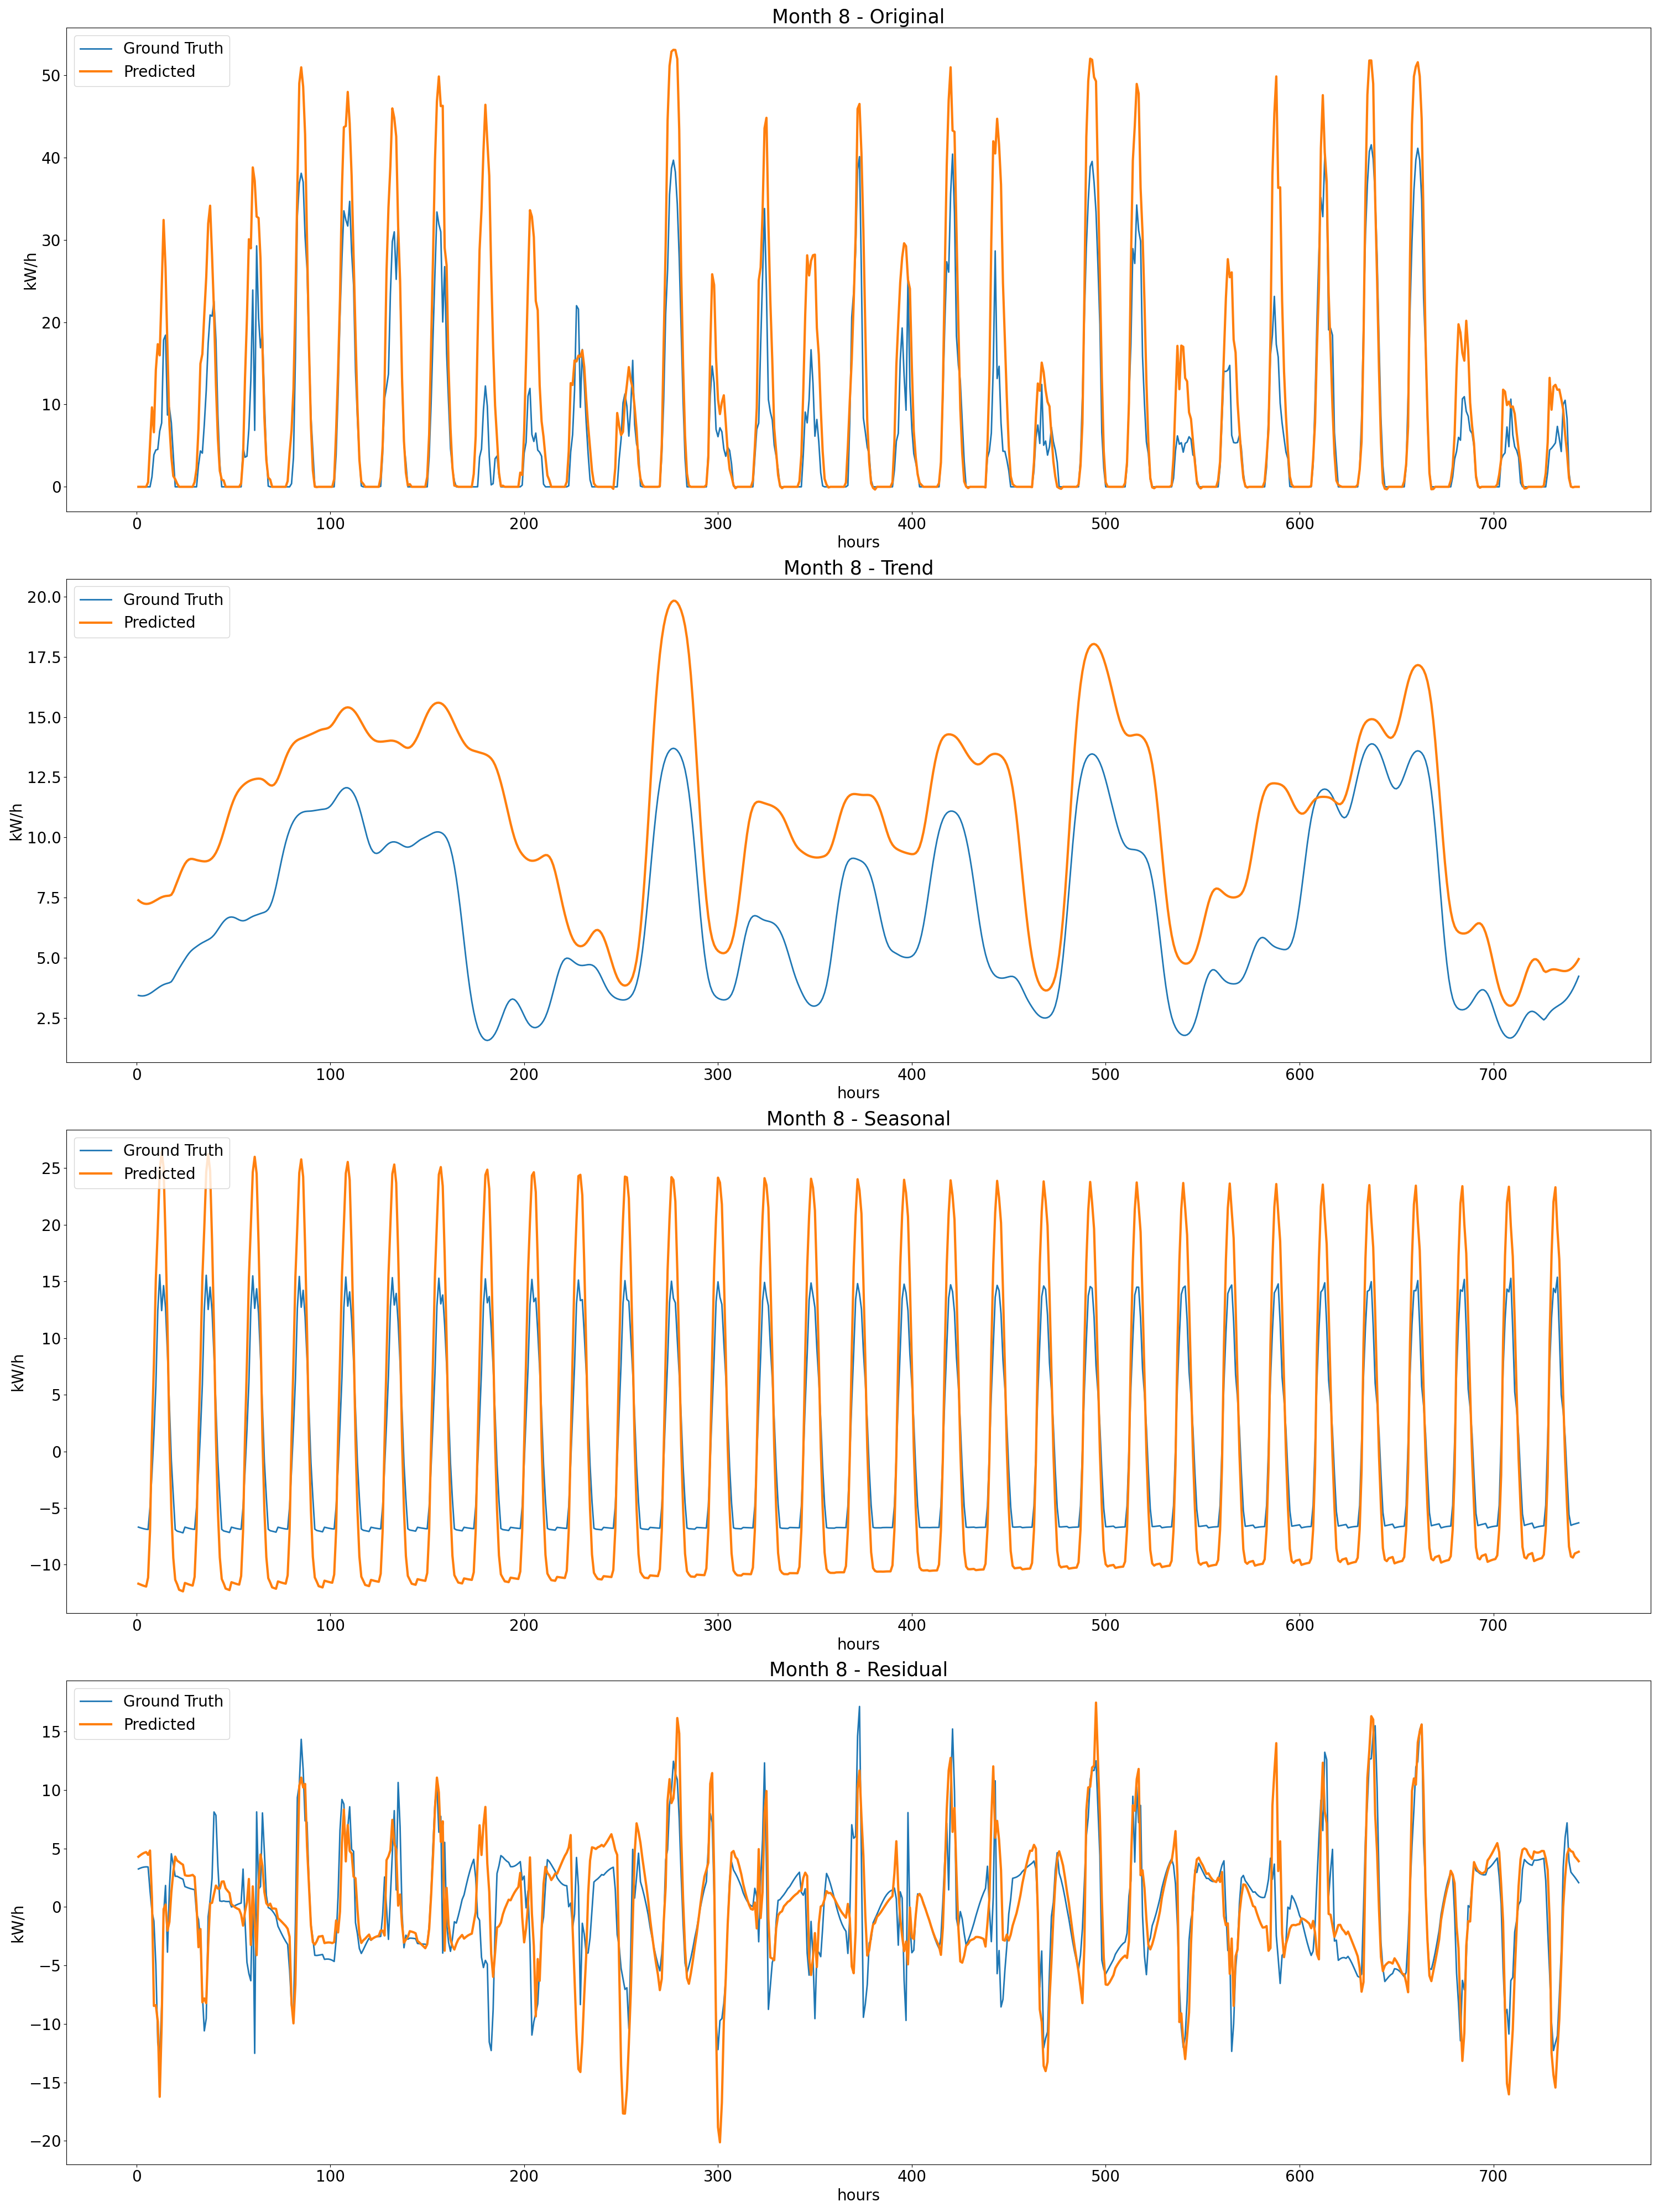 Month 8 - Original
Ground Truth
Predicted
kW/h
50
40
30
20
10
0
0 100 200 300 400 500 600 700
hours
Month 8 - Trend
Ground Truth
Predicted
kW/h
20.0
17.5
15.0
12.5
10.0
7.5
5.0
2.5
0 100 200 300 400 500 600 700
hours
Month 8 - Seasonal
Ground Truth
Predicted
kW/h
25
20
15
10
5
0
−5
−10
0 100 200 300 400 500 600 700
hours
Month 8 - Residual
Ground Truth
Predicted
kW/h
15
10
5
0
−5
−10
−15
−20
0 100 200 300 400 500 600 700
hours